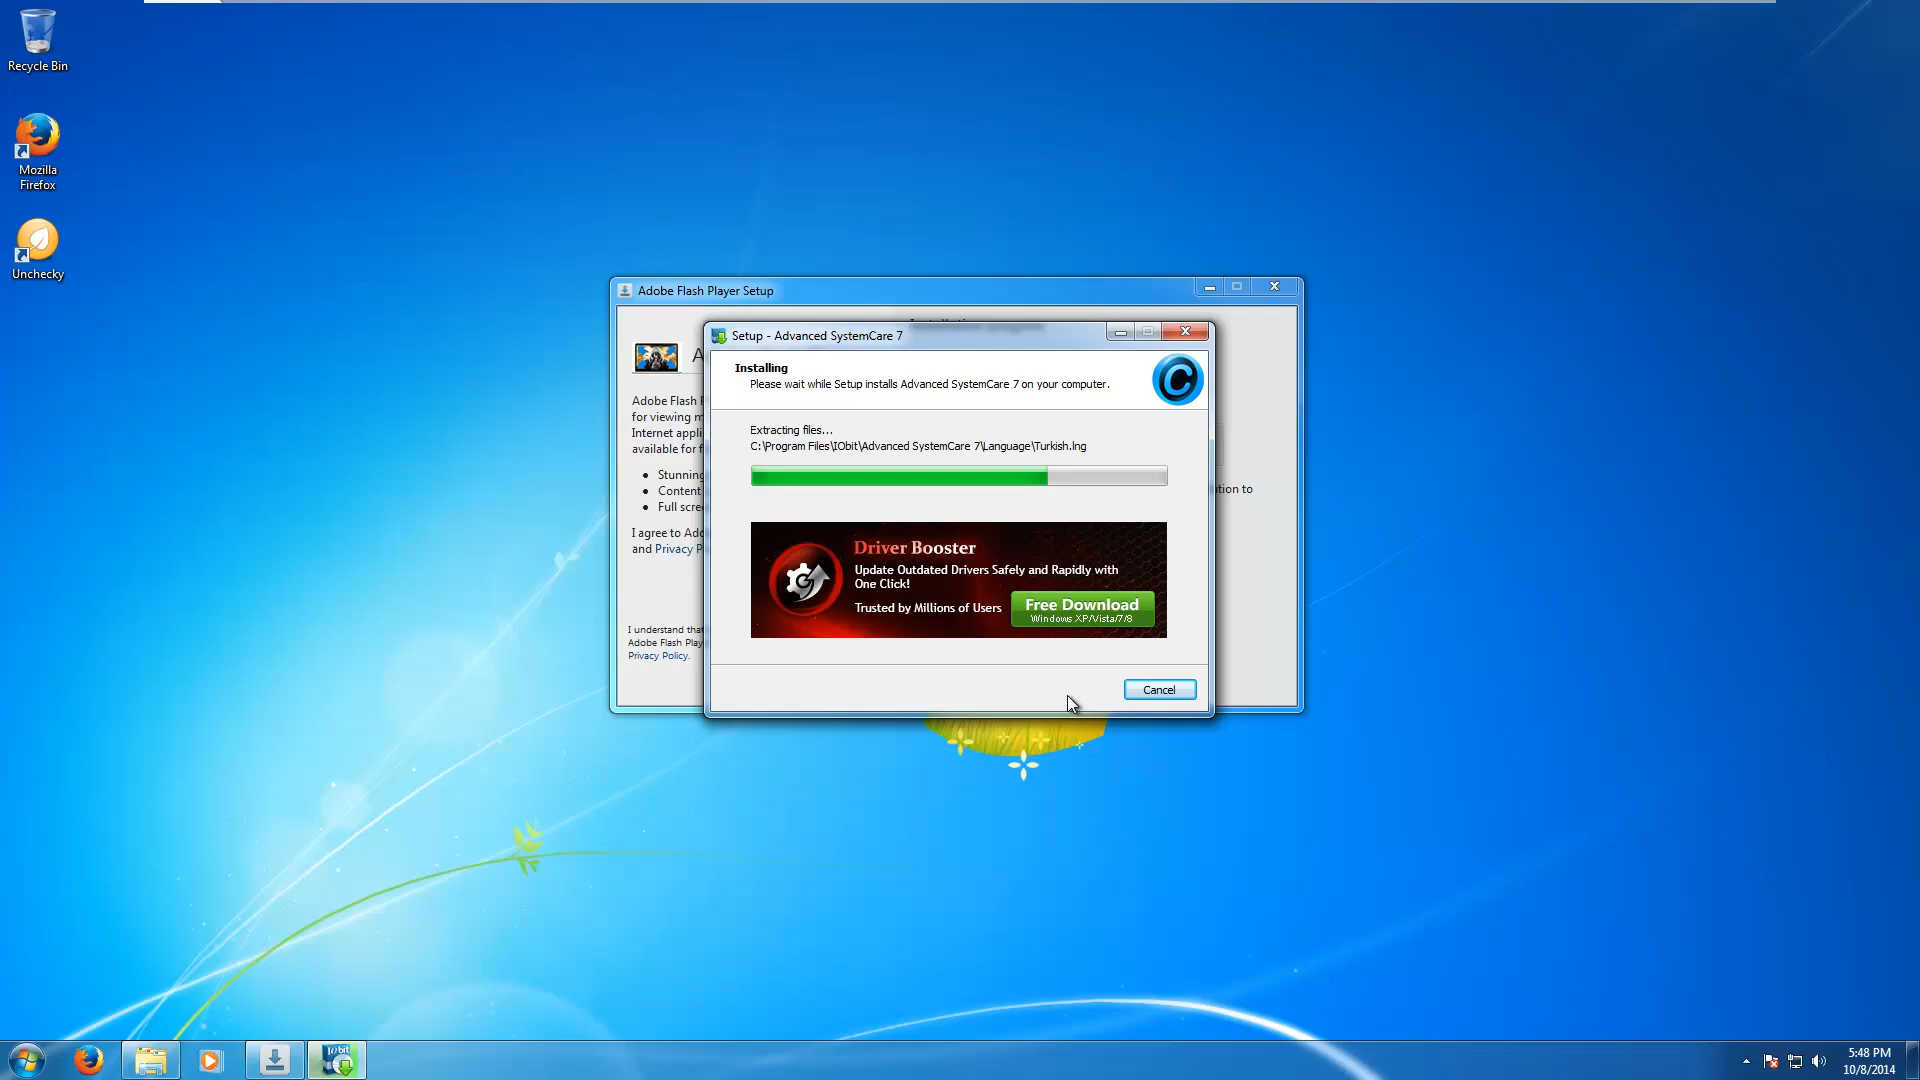 Recycle Bin
Mozilla
Firefox
Unchecky
Adobe Flash Player Setup
A
Adobe Flash P
for viewing m
Internet appli
available for f
Stunning
Content
Full scre
I agree to Ado
and Privacy P
tion to
I understand that
Adobe Flash Play
Privacy Policy.
Setup - Advanced SystemCare 7
Installing
Please wait while Setup installs Advanced SystemCare 7 on your computer.
Extracting files...
C:\Program Files\IObit\Advanced SystemCare 7\Language\Turkish.lng
Driver Booster
Update Outdated Drivers Safely and Rapidly with
One Click!
Trusted by Millions of Users
Free Download
Windows XP/Vista/7/8
Cancel
IObit
5:48 PM
10/8/2014